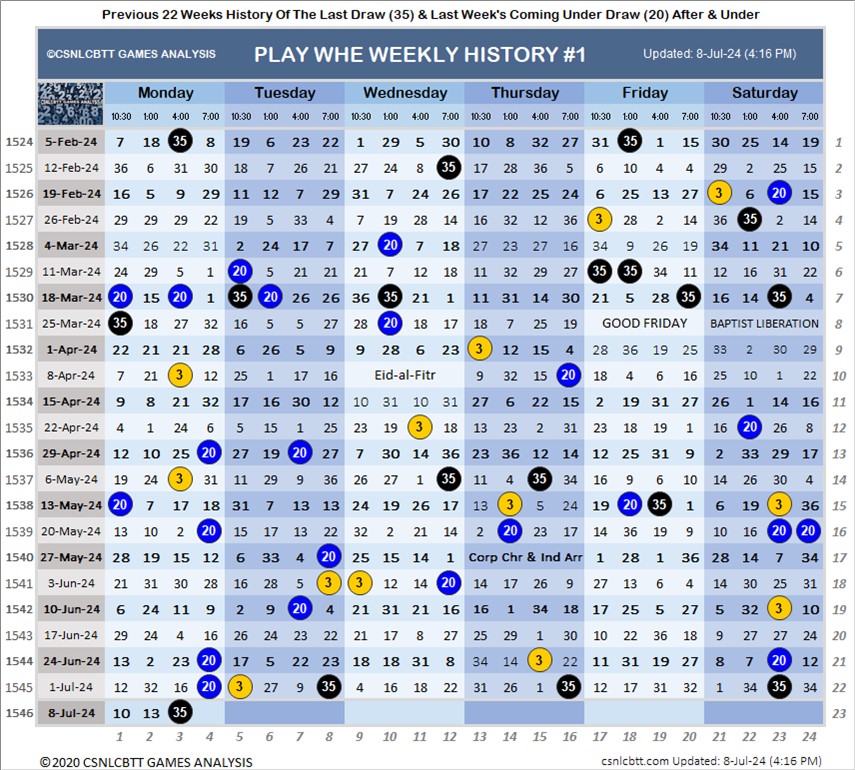 Previous 22 Weeks History Of The Last Draw (35) & Last Week's Coming Under Draw (20) After & Under
©CSNLCBTT GAMES ANALYSIS PLAY WHE WEEKLY HISTORY #1 Updated: 8-Jul-24 (4:16 PM)
CSNLCBTT GAMES ANALYSIS
Monday Tuesday Wednesday Thursday Friday Saturday
10:30 1:00 4:00 7:00 10:30 1:00 4:00 7:00 10:30 1:00 4:00 7:00 10:30 1:00 4:00 7:00 10:30 1:00 4:00 7:00 10:30 1:00 4:00 7:00
1524 5-Feb-24 7 18 35 8 19 6 23 22 1 29 5 30 10 8 32 27 31 35 1 15 30 25 14 19 1
1525 12-Feb-24 36 6 31 30 18 7 26 21 27 24 8 35 17 28 36 5 6 10 4 4 29 2 25 15 2
1526 19-Feb-24 16 5 9 29 11 12 7 29 31 7 24 26 17 22 25 24 6 25 13 27 3 6 20 15 3
1527 26-Feb-24 29 29 29 22 19 5 33 4 7 19 28 14 16 32 12 36 3 28 2 14 36 35 2 14 4
1528 4-Mar-24 34 26 22 31 2 24 17 7 27 20 7 18 27 23 27 16 34 9 26 19 34 11 21 10 5
1529 11-Mar-24 24 29 5 1 20 5 21 21 21 7 12 18 11 32 29 27 35 35 34 11 12 16 31 22 6
1530 18-Mar-24 20 15 20 1 35 20 26 26 36 35 21 1 11 31 14 30 21 5 28 35 16 14 35 4 7
1531 25-Mar-24 35 18 27 32 16 5 5 27 28 20 18 17 18 7 25 19 GOOD FRIDAY BAPTIST LIBERATION 8
1532 1-Apr-24 22 21 21 28 6 26 5 9 9 28 6 23 3 12 15 4 28 36 19 25 33 2 30 29 9
1533 8-Apr-24 7 21 3 12 25 1 17 16 Eid-al-Fitr 9 32 15 20 18 4 6 16 25 10 1 22 10
1534 15-Apr-24 9 8 21 32 17 16 30 12 10 31 10 31 27 6 22 15 2 19 31 27 26 1 14 16 11
1535 22-Apr-24 4 1 24 6 5 15 1 25 23 19 3 18 13 23 2 31 23 18 19 1 16 20 26 8 12
1536 29-Apr-24 12 10 25 20 27 19 20 27 7 30 14 36 23 36 12 14 12 25 31 9 2 33 29 17 13
1537 6-May-24 19 24 3 31 11 29 9 36 26 27 1 35 11 4 35 34 16 9 6 10 14 26 30 4 14
1538 13-May-24 20 7 17 18 31 7 13 13 24 19 26 17 13 3 5 24 19 20 35 1 6 19 3 36 15
1539 20-May-24 13 10 2 20 15 17 13 22 32 2 21 14 2 20 23 17 14 21 5 1 10 16 20 20 16
1540 27-May-24 28 19 15 12 6 33 4 20 25 15 14 1 Corp Chr & Ind Arr 1 28 1 36 28 14 7 34 17
1541 3-Jun-24 21 31 30 28 16 28 5 3 3 18 12 20 14 17 26 9 27 13 6 4 14 30 25 31 18
1542 10-Jun-24 6 24 11 9 2 9 20 4 21 31 21 16 16 1 34 18 17 25 5 27 5 32 3 10 19
1543 17-Jun-24 29 24 4 16 26 24 23 22 21 17 8 27 25 29 1 30 10 22 36 18 9 27 27 24 20
1544 24-Jun-24 13 2 23 20 17 5 22 23 18 18 31 8 34 14 3 22 11 31 19 27 8 7 20 12 21
1545 1-Jul-24 12 32 16 20 3 27 9 35 4 16 18 22 31 26 1 35 12 17 31 32 1 34 35 34 22
1546 8-Jul-24 10 13 35 23
1 2 3 4 5 6 7 8 9 10 11 12 13 14 15 16 17 18 19 20 21 22 23 24
©2020 CSNLCBTT GAMES ANALYSIS csnlcbtt.com Updated: 8-Jul-24 (4:16 PM)